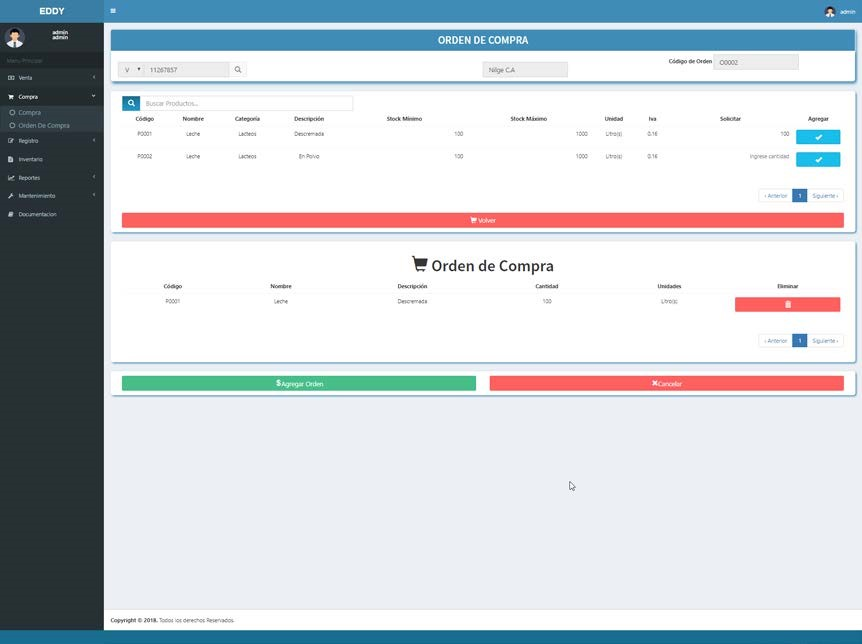 EDDY
admin
admin
admin
Menu Principal
Venta
Compra
Compra
Orden De Compra
Registro
Inventario
Reportes
Mantenimiento
Documentacion
ORDEN DE COMPRA
V 11267857 Nilge C.A Código de Orden O0002
Buscar Productos...
Código Nombre Categoría Descripción Stock Mínimo Stock Máximo Unidad Iva Solicitar Agregar
P0001 Leche Lacteos Descremada 100 1000 Litro(s) 0.16 100
P0002 Leche Lacteos En Polvo 100 1000 Litro(s) 0.16 Ingrese cantidad
‹ Anterior 1 Siguiente ›
Volver
Orden de Compra
Código Nombre Descripción Cantidad Unidades Eliminar
P0001 Leche Descremada 100 Litro(s)
‹ Anterior 1 Siguiente ›
$Agregar Orden
Cancelar
Copyright © 2018. Todos los derechos Reservados.